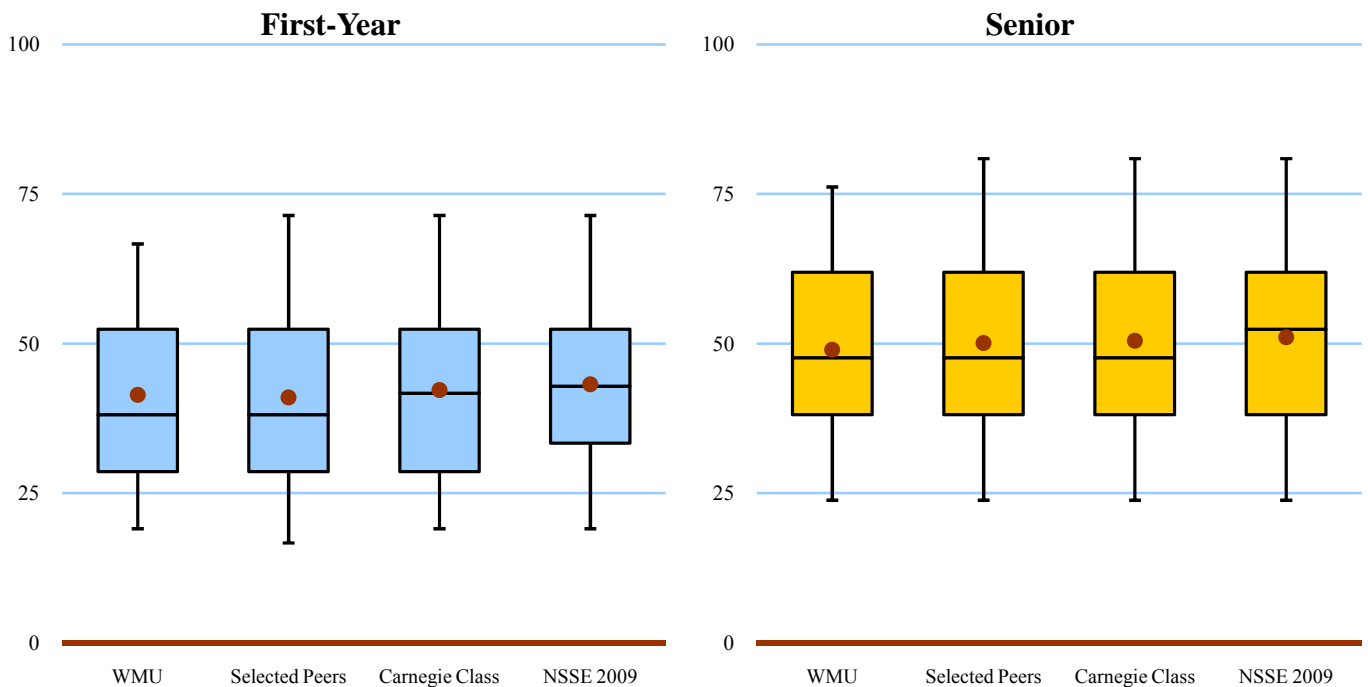 First-Year
100
75
50
25
0
WMU
Selected Peers
Carnegie Class
NSSE 2009
Senior
100
75
50
25
0
WMU
Selected Peers
Carnegie Class
NSSE 2009